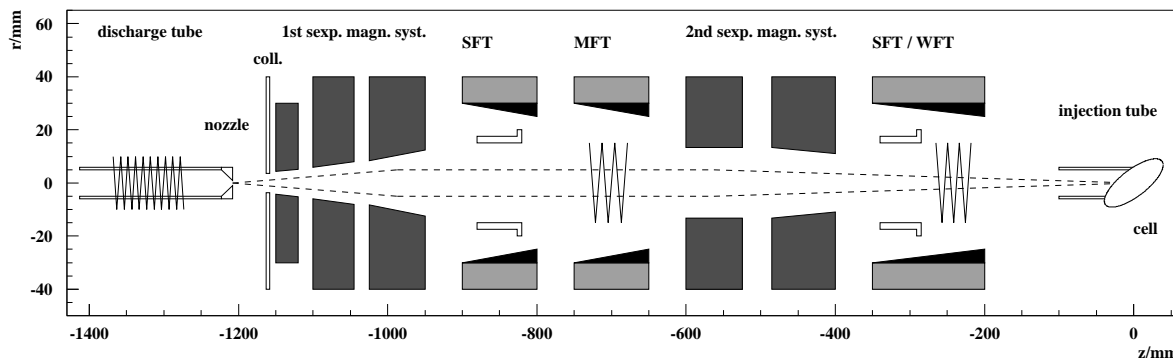 r/mm
60
40
20
0
-20
-40
discharge tube
1st sexp. magn. syst.
SFT
MFT
2nd sexp. magn. syst.
SFT / WFT
coll.
nozzle
injection tube
cell
-1400
-1200
-1000
-800
-600
-400
-200
0
z/mm